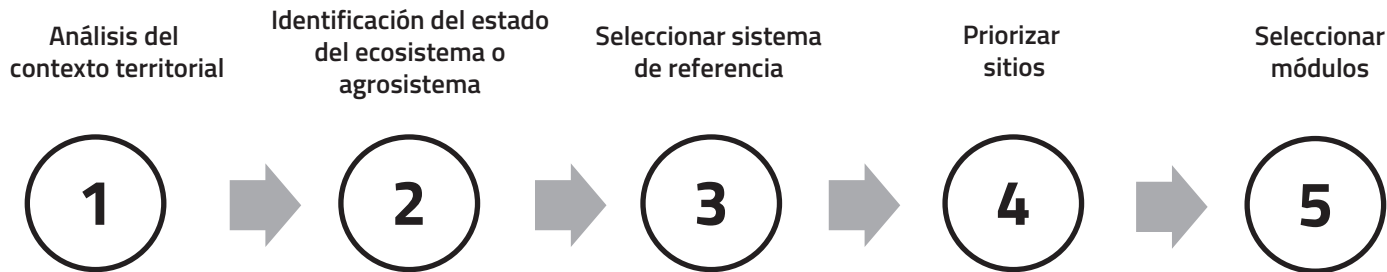 Análisis del
contexto territorial
Identificación del estado
del ecosistema o
agrosistema
Seleccionar sistema
de referencia
Priorizar
sitios
Seleccionar
módulos
1
2
3
4
5